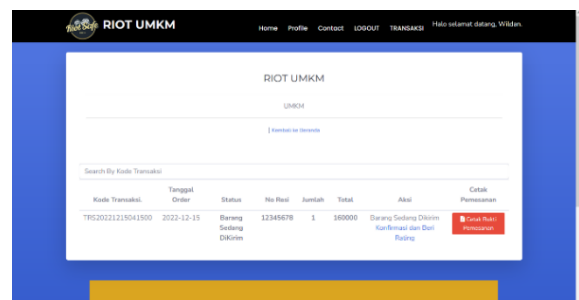 RIOT UMKM
Home Profile Contact LOGOUT TRANSAKSI Halo selamat datang, Wildan.
RIOT UMKM
UMKM
| Kembali ke Beranda
Search By Kode Transaksi
Kode Transaksi. Tanggal Order Status No Resi Jumlah Total Aksi Cetak Pemesanan
TRS20221215041500 2022-12-15 Barang Sedang DiKirim 12345678 1 160000 Barang Sedang Dikirim Konfirmasi dan Beri Rating Cetak Bukti Pemesanan